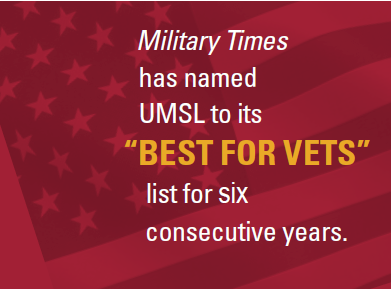 Military Times
has named
UMSL to its
“BEST FOR VETS”
list for six
consecutive years.